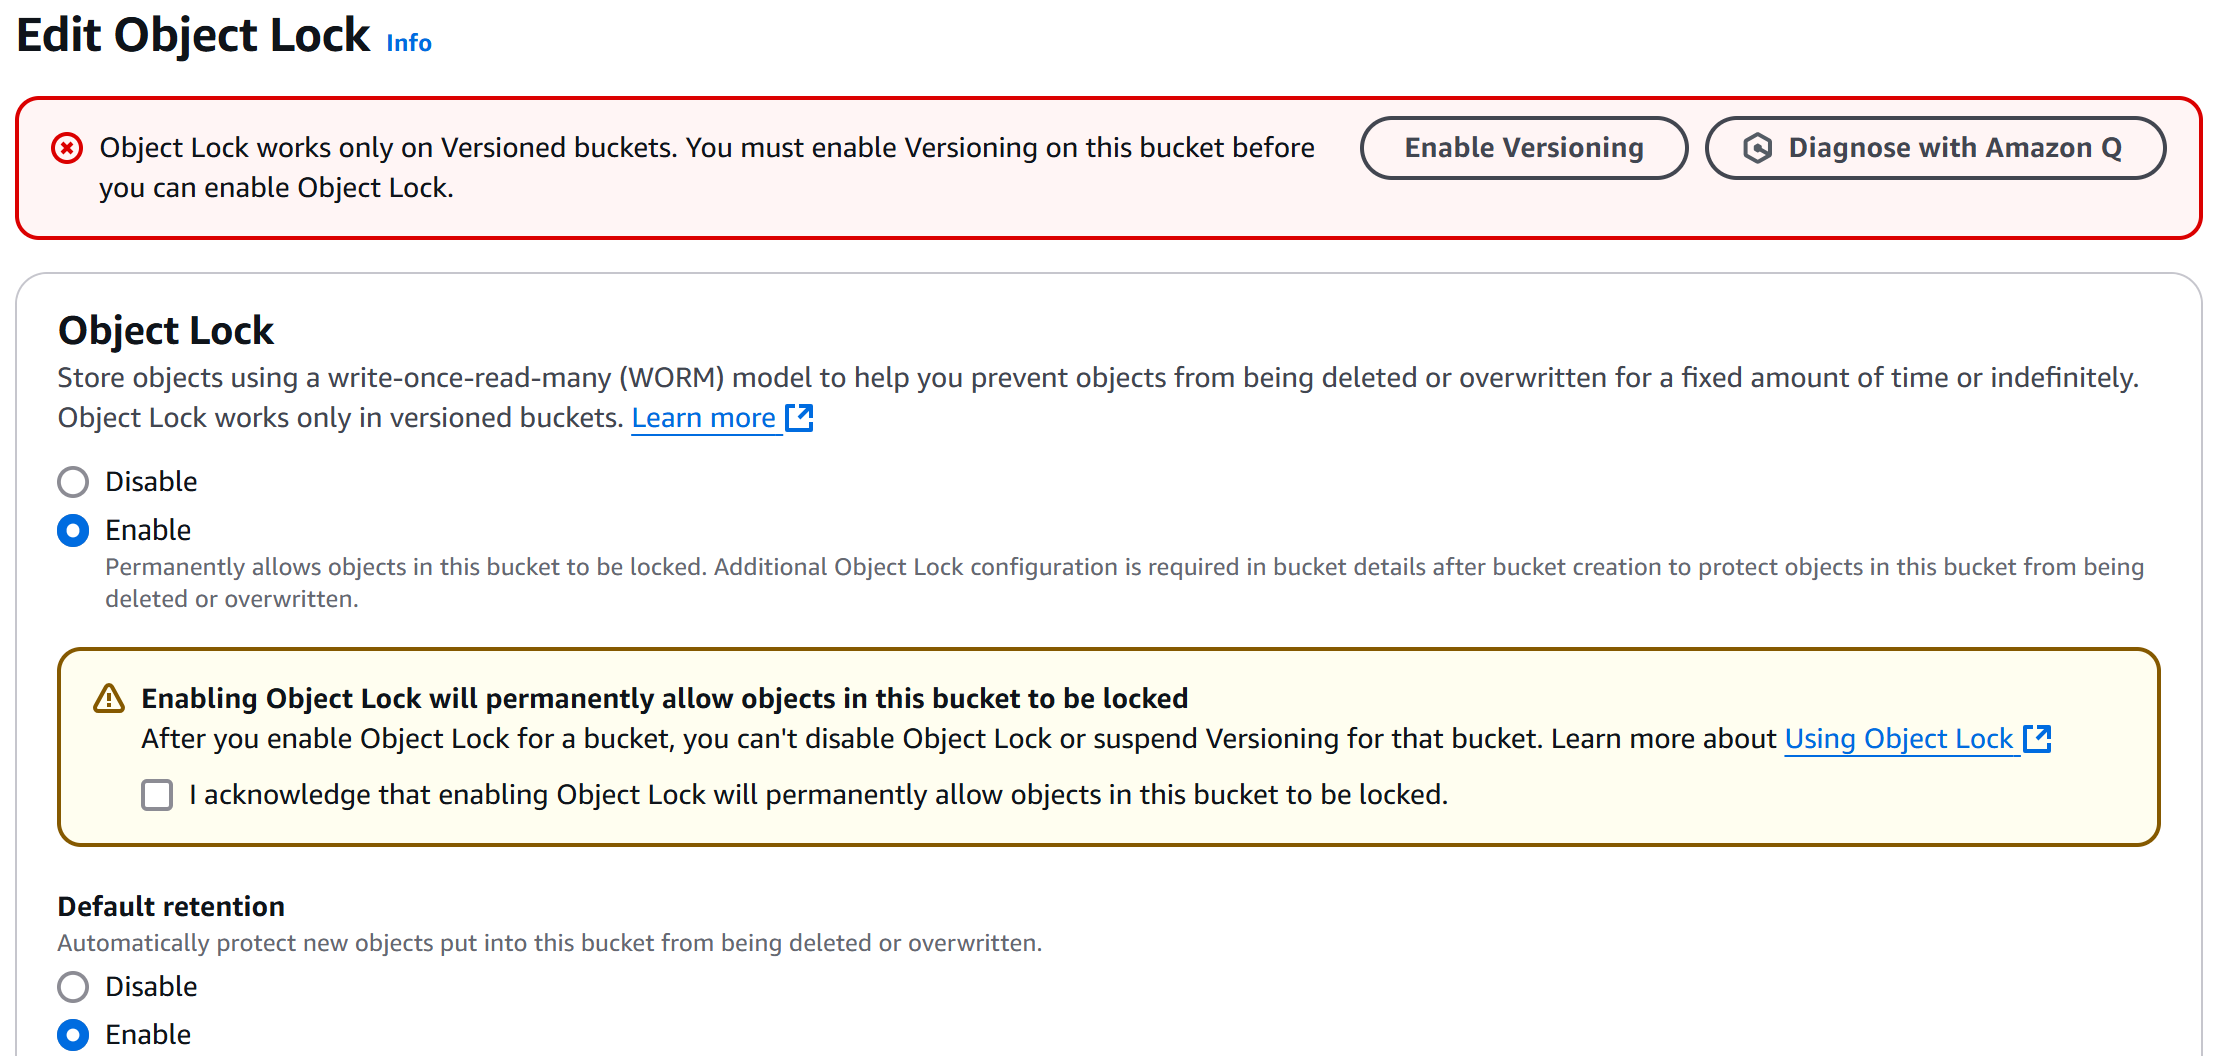 Edit Object Lock Info
Object Lock works only on Versioned buckets. You must enable Versioning on this bucket before
you can enable Object Lock.
Enable Versioning
Diagnose with Amazon Q
Object Lock
Store objects using a write-once-read-many (WORM) model to help you prevent objects from being deleted or overwritten for a fixed amount of time or indefinitely.
Object Lock works only in versioned buckets. Learn more
Disable
Enable
Permanently allows objects in this bucket to be locked. Additional Object Lock configuration is required in bucket details after bucket creation to protect objects in this bucket from being
deleted or overwritten.
Enabling Object Lock will permanently allow objects in this bucket to be locked
After you enable Object Lock for a bucket, you can't disable Object Lock or suspend Versioning for that bucket. Learn more about Using Object Lock
I acknowledge that enabling Object Lock will permanently allow objects in this bucket to be locked.
Default retention
Automatically protect new objects put into this bucket from being deleted or overwritten.
Disable
Enable